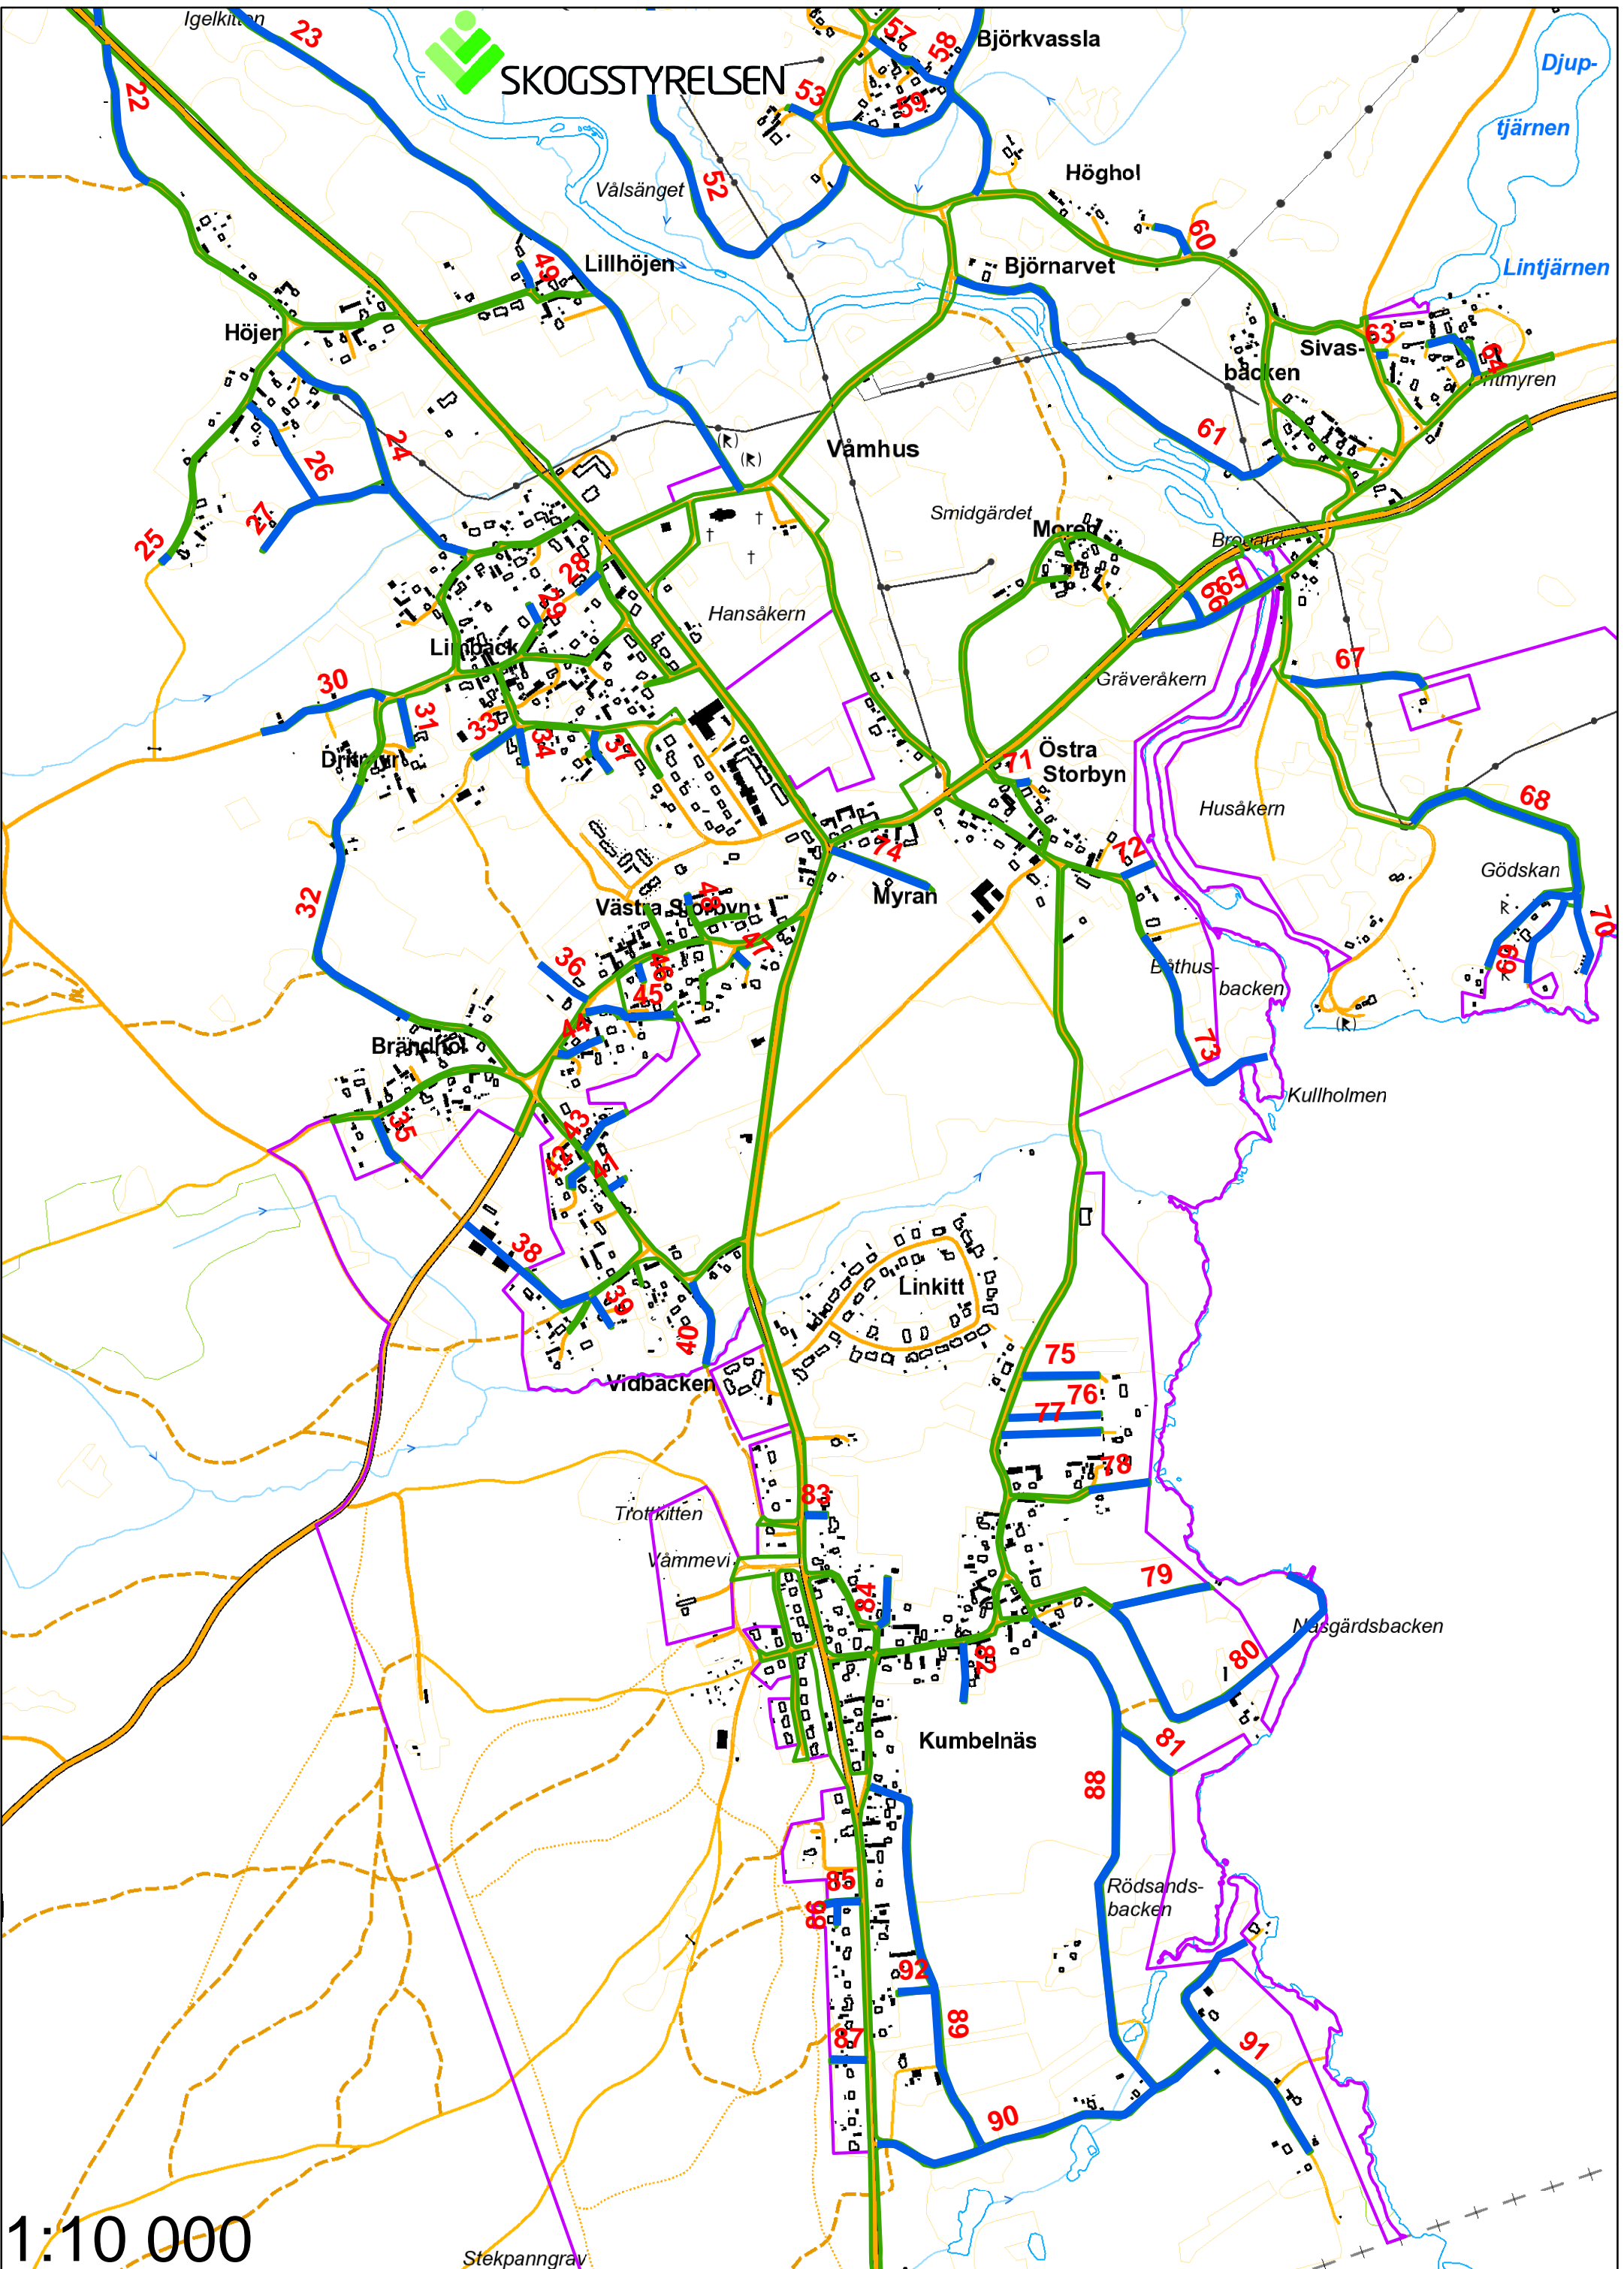 Igelkitten
23
57
58
Björkvassla
SKOGSSTYRELSEN
22
53
59
Djup-
tjärnen
52
Vålsänget
Höghol
60
49
Lillhöjen
Björnarvet
Lintjärnen
Höjen
63
Sivas-
backen
64
24
(R)
(R)
Våmhus
61
26
27
25
Smidgärdet
Moren
Brogård
28
29
Hansåkern
66
65
Limbäck
67
30
31
Gräveråkern
33
34
37
71
Östra
Storbyn
Husåkern
68
32
74
Myran
72
Gödskan
R
48
Västra Storbyn
47
70
36
46
45
69
R
Båthus-
backen
44
(R)
Brändhol
73
Kullholmen
35
43
42
41
38
39
40
Linkitt
Vidbacken
75
76
77
78
83
Trottkitten
Våmmevi
79
84
Näsgärdsbacken
82
80
Kumbelnäs
81
88
85
86
Rödsands-
backen
92
89
87
91
90
1:10 000
Stekpanngrav